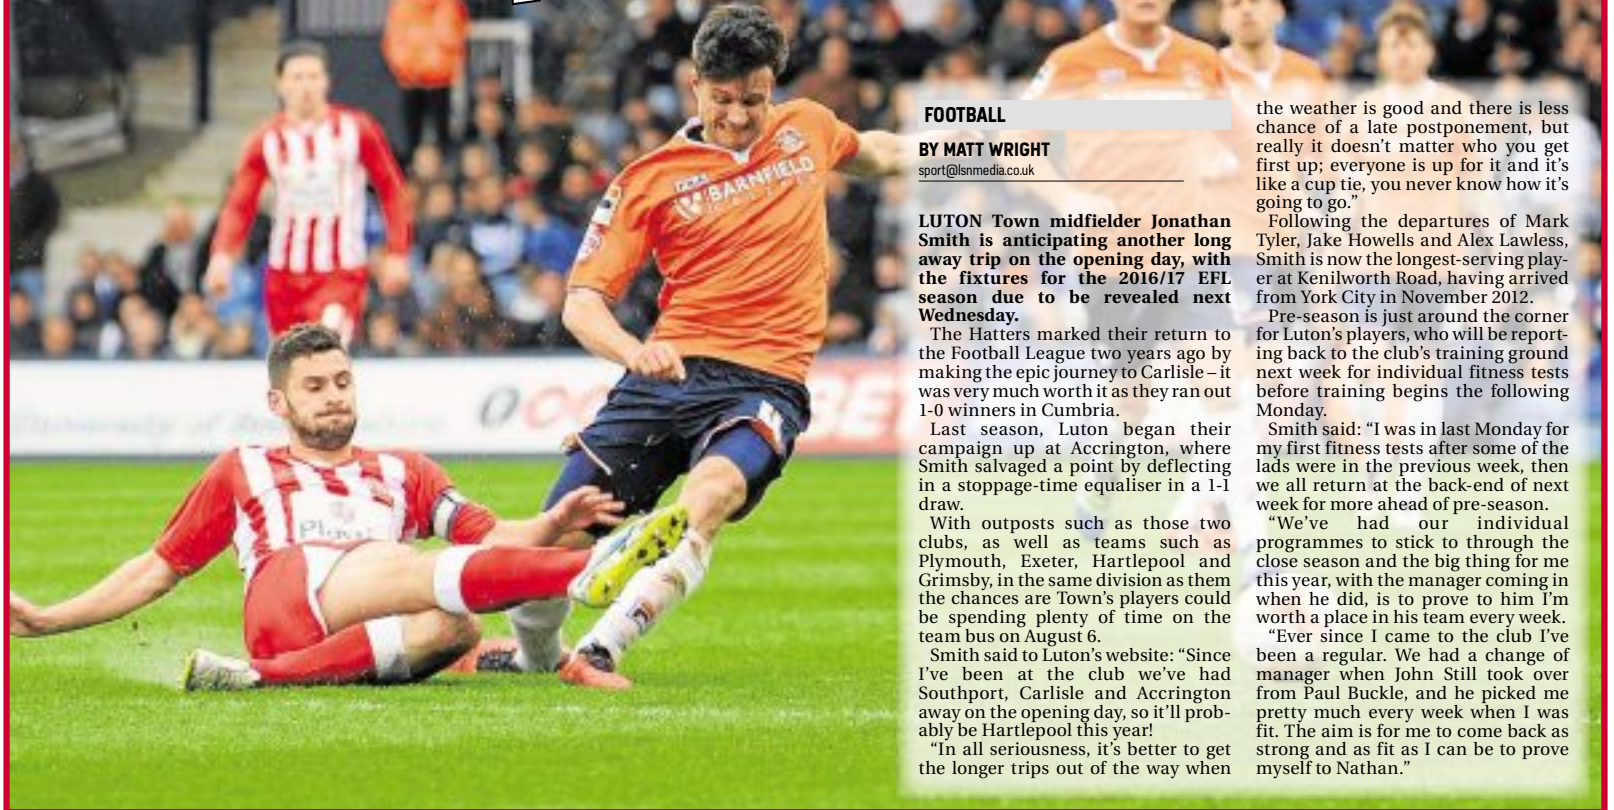 BARNFIELD
Play
BET
FOOTBALL
BY MATT WRIGHT
sport@lsnmedia.co.uk
LUTON Town midfielder Jonathan
Smith is anticipating another long
away trip on the opening day, with
the fixtures for the 2016/17 EFL
season due to be revealed next
Wednesday.
The Hatters marked their return to
the Football League two years ago by
making the epic journey to Carlisle – it
was very much worth it as they ran out
1-0 winners in Cumbria.
Last season, Luton began their
campaign up at Accrington, where
Smith salvaged a point by deflecting
in a stoppage-time equaliser in a 1-1
draw.
With outposts such as those two
clubs, as well as teams such as
Plymouth, Exeter, Hartlepool and
Grimsby, in the same division as them
the chances are Town's players could
be spending plenty of time on the
team bus on August 6.
Smith said to Luton's website: “Since
I've been at the club we've had
Southport, Carlisle and Accrington
away on the opening day, so it'll prob-
ably be Hartlepool this year!
“In all seriousness, it's better to get
the longer trips out of the way when
the weather is good and there is less
chance of a late postponement, but
really it doesn't matter who you get
first up; everyone is up for it and it's
like a cup tie, you never know how it's
going to go.”
Following the departures of Mark
Tyler, Jake Howells and Alex Lawless,
Smith is now the longest-serving play-
er at Kenilworth Road, having arrived
from York City in November 2012.
Pre-season is just around the corner
for Luton's players, who will be report-
ing back to the club's training ground
next week for individual fitness tests
before training begins the following
Monday.
Smith said: “I was in last Monday for
my first fitness tests after some of the
lads were in the previous week, then
we all return at the back-end of next
week for more ahead of pre-season.
“We've had our individual
programmes to stick to through the
close season and the big thing for me
this year, with the manager coming in
when he did, is to prove to him I'm
worth a place in his team every week.
“Ever since I came to the club I've
been a regular. We had a change of
manager when John Still took over
from Paul Buckle, and he picked me
pretty much every week when I was
fit. The aim is for me to come back as
strong and as fit as I can be to prove
myself to Nathan.”